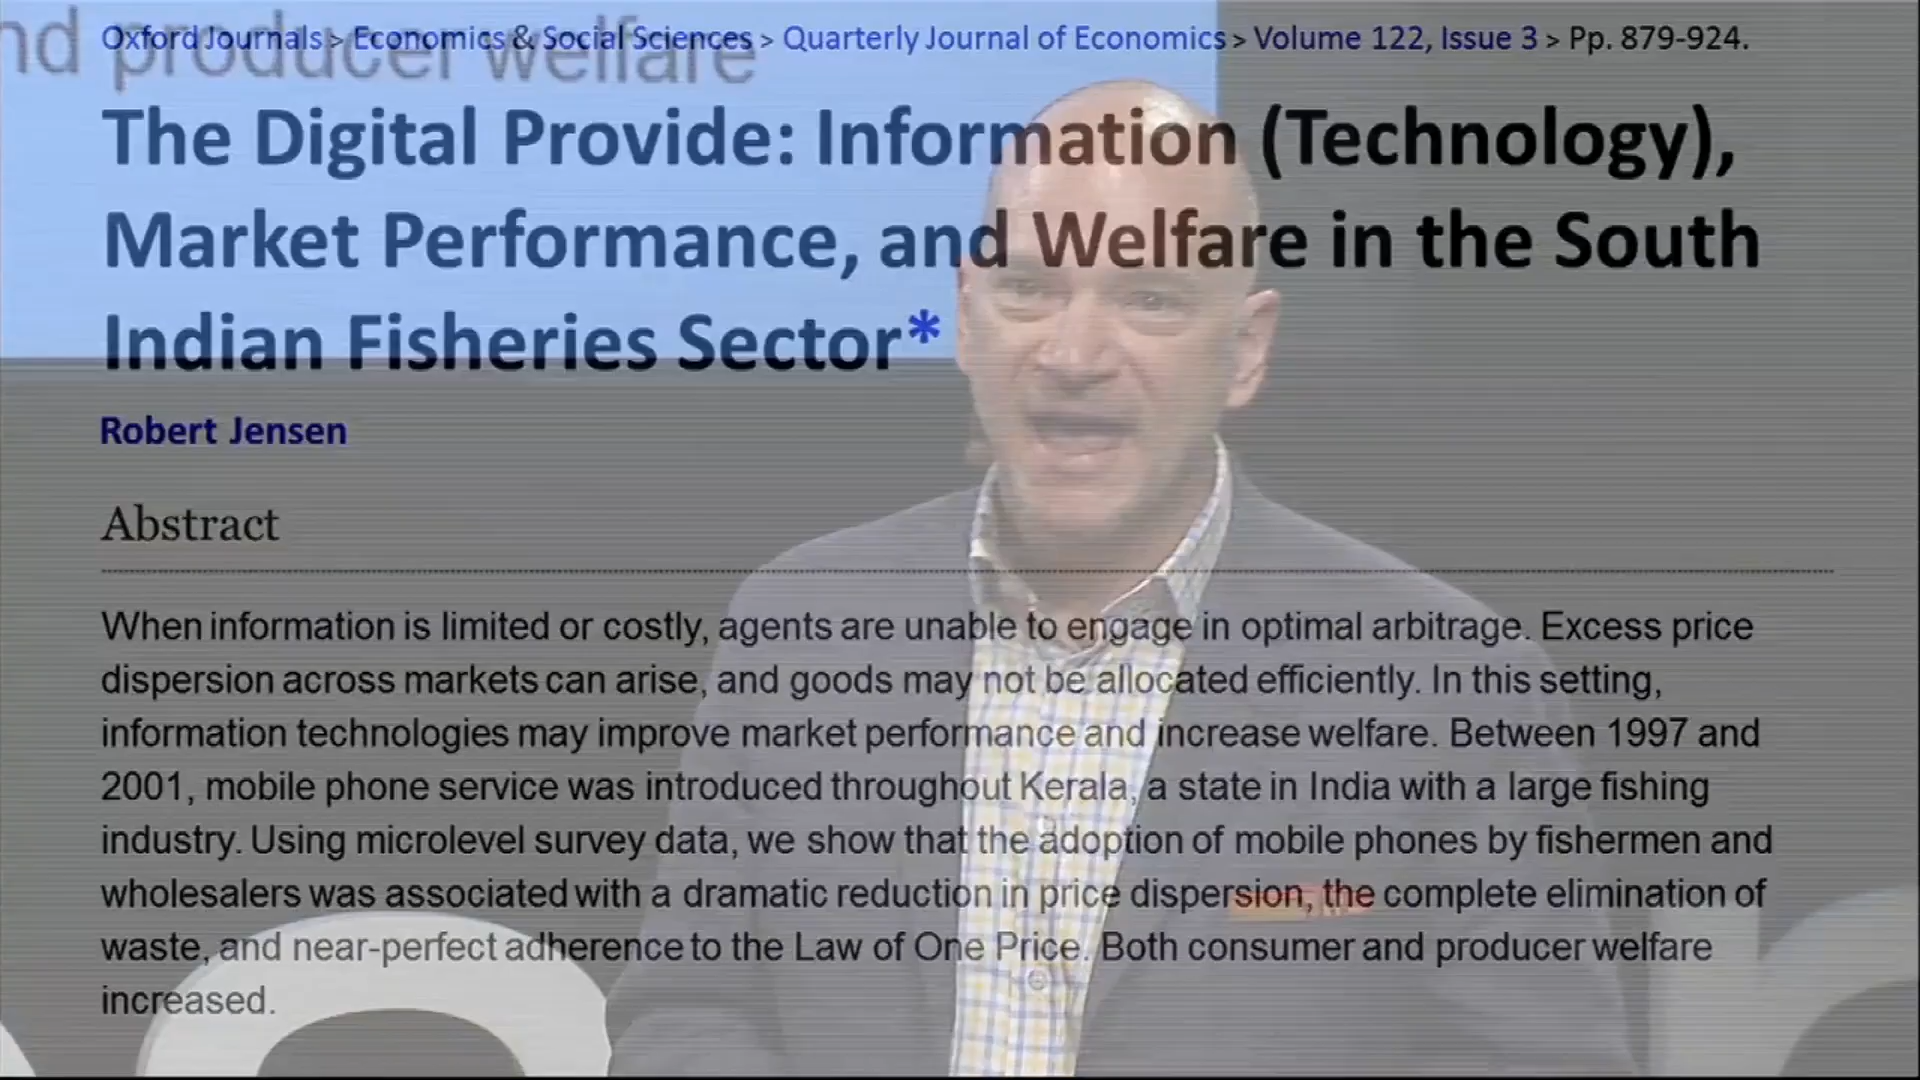 Oxford Journals > Economics & Social Sciences > Quarterly Journal of Economics > Volume 122, Issue 3 > Pp. 879-924.
nd producer welfare
The Digital Provide: Information (Technology),
Market Performance, and Welfare in the South
Indian Fisheries Sector*
Robert Jensen
Abstract
When information is limited or costly, agents are unable to engage in optimal arbitrage. Excess price
dispersion across markets can arise, and goods may not be allocated efficiently. In this setting,
information technologies may improve market performance and increase welfare. Between 1997 and
2001, mobile phone service was introduced throughout Kerala, a state in India with a large fishing
industry. Using microlevel survey data, we show that the adoption of mobile phones by fishermen and
wholesalers was associated with a dramatic reduction in price dispersion, the complete elimination of
waste, and near-perfect adherence to the Law of One Price. Both consumer and producer welfare
increased.